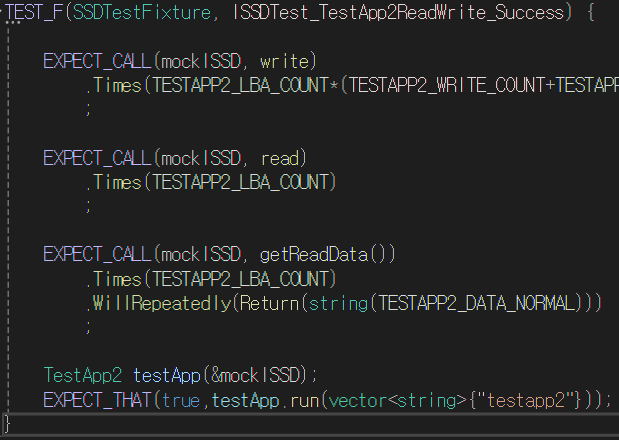 TEST_F(SSDTestFixture, ISSDTest_TestApp2ReadWrite_Success) {
EXPECT_CALL(mockISSD, write)
.Times(TESTAPP2_LBA_COUNT*(TESTAPP2_WRITE_COUNT+TESTAPP
;
EXPECT_CALL(mockISSD, read)
.Times(TESTAPP2_LBA_COUNT)
;
EXPECT_CALL(mockISSD, getReadData())
.Times(TESTAPP2_LBA_COUNT)
.WillRepeatedly(Return(string(TESTAPP2_DATA_NORMAL)))
;
TestApp2 testApp(&mockISSD);
EXPECT_THAT(true,testApp.run(vector<string>{"testapp2"}));
}